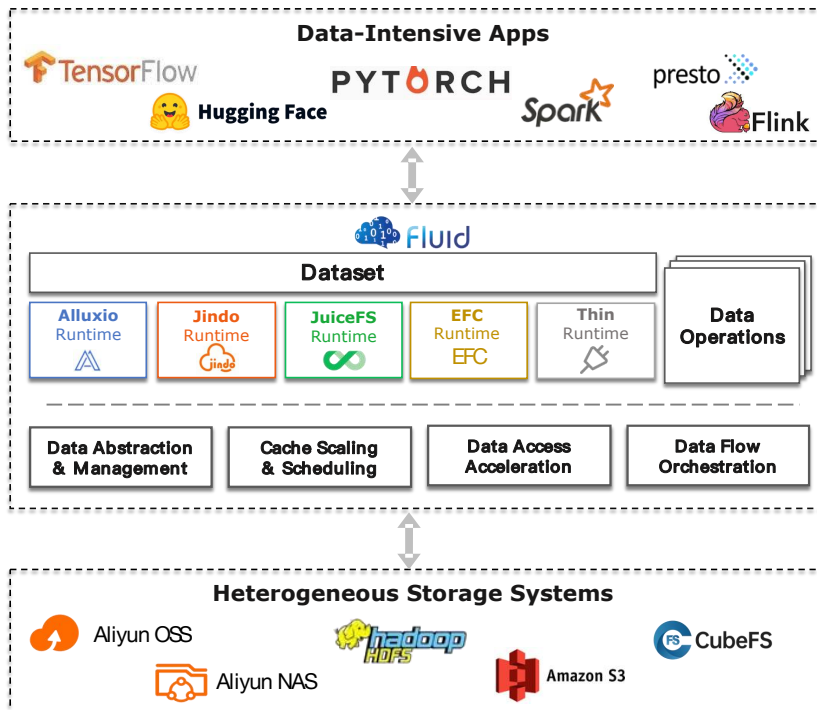 Data-Intensive Apps
TensorFlow
PYTORCH
presto
Hugging Face
Spark
Flink
Fluid
Dataset
Alluxio
Runtime
Jindo
Runtime
jindo
JuiceFS
Runtime
EFC
Runtime
EFC
Thin
Runtime
Data
Operations
Data Abstraction
& Management
Cache Scaling
& Scheduling
Data Access
Acceleration
Data Flow
Orchestration
Heterogeneous Storage Systems
Aliyun OSS
hadoop
HDFS
FS
CubeFS
Aliyun NAS
Amazon S3